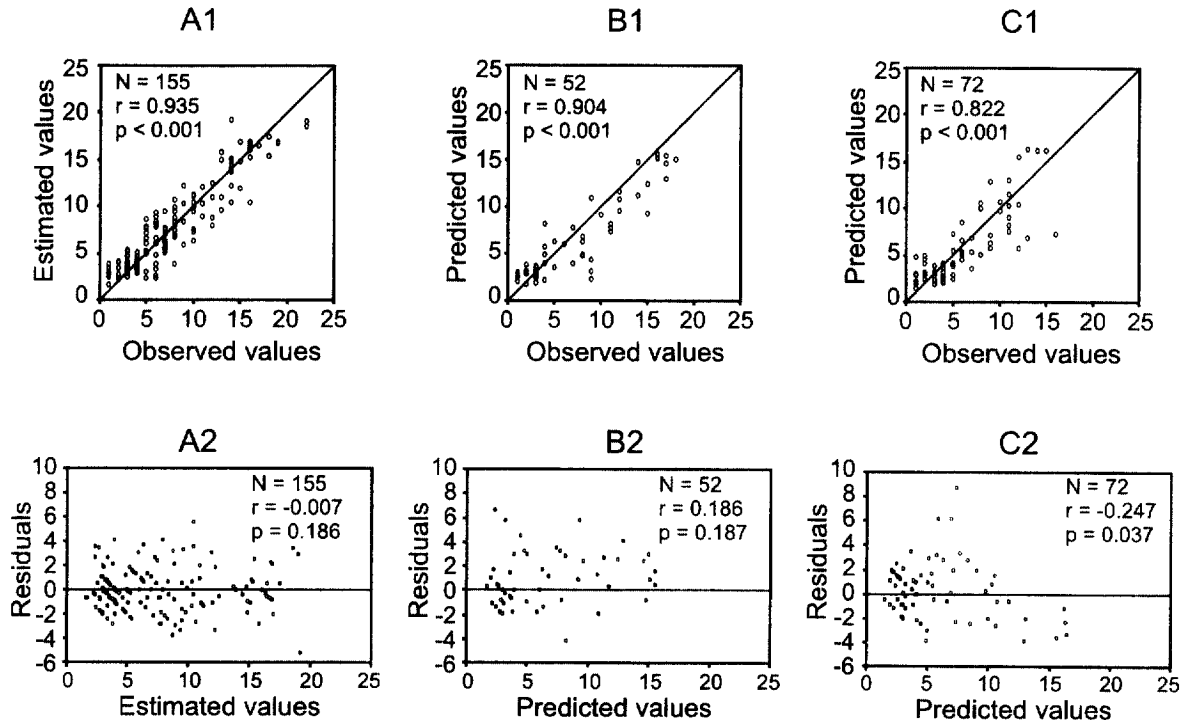 A1
B1
C1
25
20
15
10
5
0
Estimated values
N = 155
r = 0.935
p < 0.001
0 5 10 15 20 25
Observed values
25
20
15
10
5
0
Predicted values
N = 52
r = 0.904
p < 0.001
0 5 10 15 20 25
Observed values
25
20
15
10
5
0
Predicted values
N = 72
r = 0.822
p < 0.001
0 5 10 15 20 25
Observed values
A2
B2
C2
10
8
6
4
2
0
-2
-4
-6
Residuals
N = 155
r = -0.007
p = 0.186
0 5 10 15 20 25
Estimated values
10
8
6
4
2
0
-2
-4
-6
Residuals
N = 52
r = 0.186
p = 0.187
0 5 10 15 20 25
Predicted values
10
8
6
4
2
0
-2
-4
-6
Residuals
N = 72
r = -0.247
p = 0.037
0 5 10 15 20 25
Predicted values